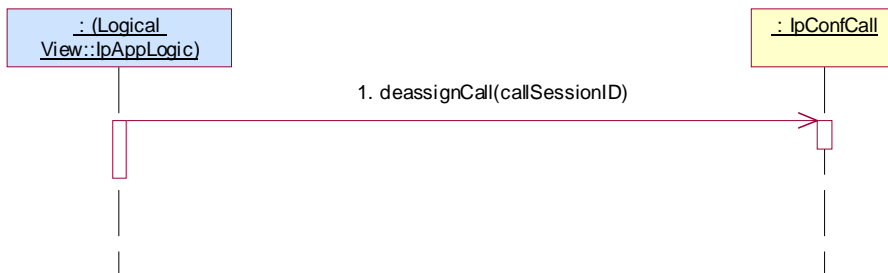 : (Logical
View::IpAppLogic)
: IpConfCall
1. deassignCall(callSessionID)